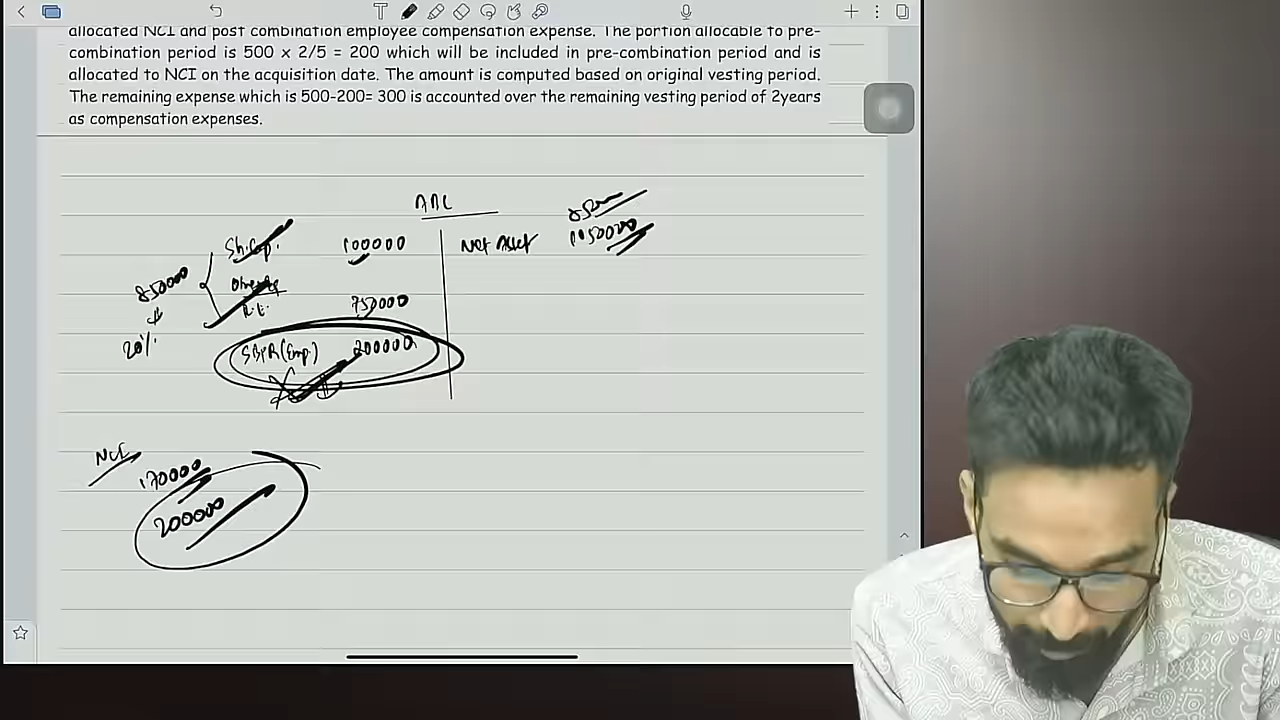 allocated NCI and post combination employee compensation expense. The portion allocable to pre-
combination period is 500 x 2/5 = 200 which will be included in pre-combination period and is
allocated to NCI on the acquisition date. The amount is computed based on original vesting period.
The remaining expense which is 500-200= 300 is accounted over the remaining vesting period of 2years
as compensation expenses.
ABC
Sh. Cap. 100000
Net Asset 1050000
850000
R.E. 750000
20%
(Emp.) 200000
NCI
170000
200000